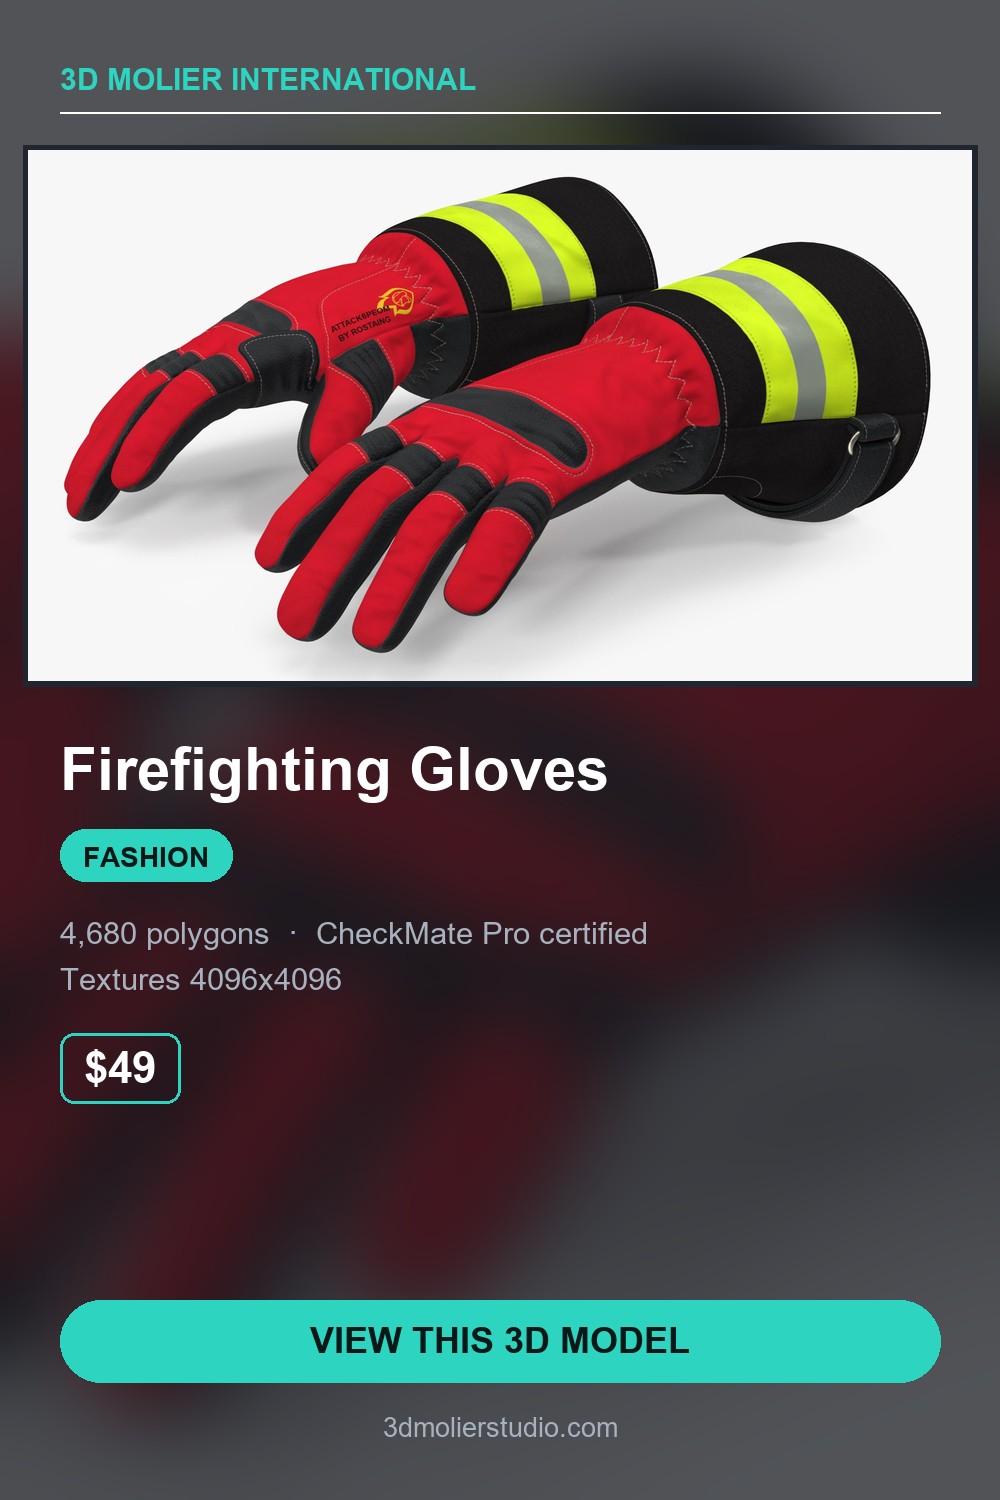 3D MOLIER INTERNATIONAL
ATTACK6PEOM
BY ROSTAING
Firefighting Gloves
FASHION
4,680 polygons · CheckMate Pro certified
Textures 4096x4096
$49
VIEW THIS 3D MODEL
3dmolierstudio.com